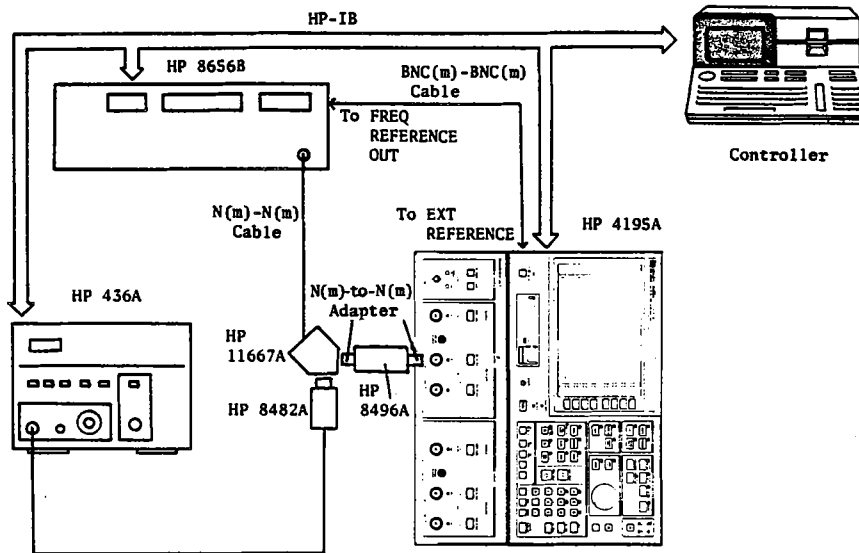 HP-IB
HP 8656B
BNC(m)-BNC(m)
Cable
To FREQ
REFERENCE
OUT
Controller
N(m)-N(m)
Cable
To EXT
REFERENCE
HP 4195A
HP 436A
N(m)-to-N(m)
Adapter
HP
11667A
HP 8482A
HP
8496A